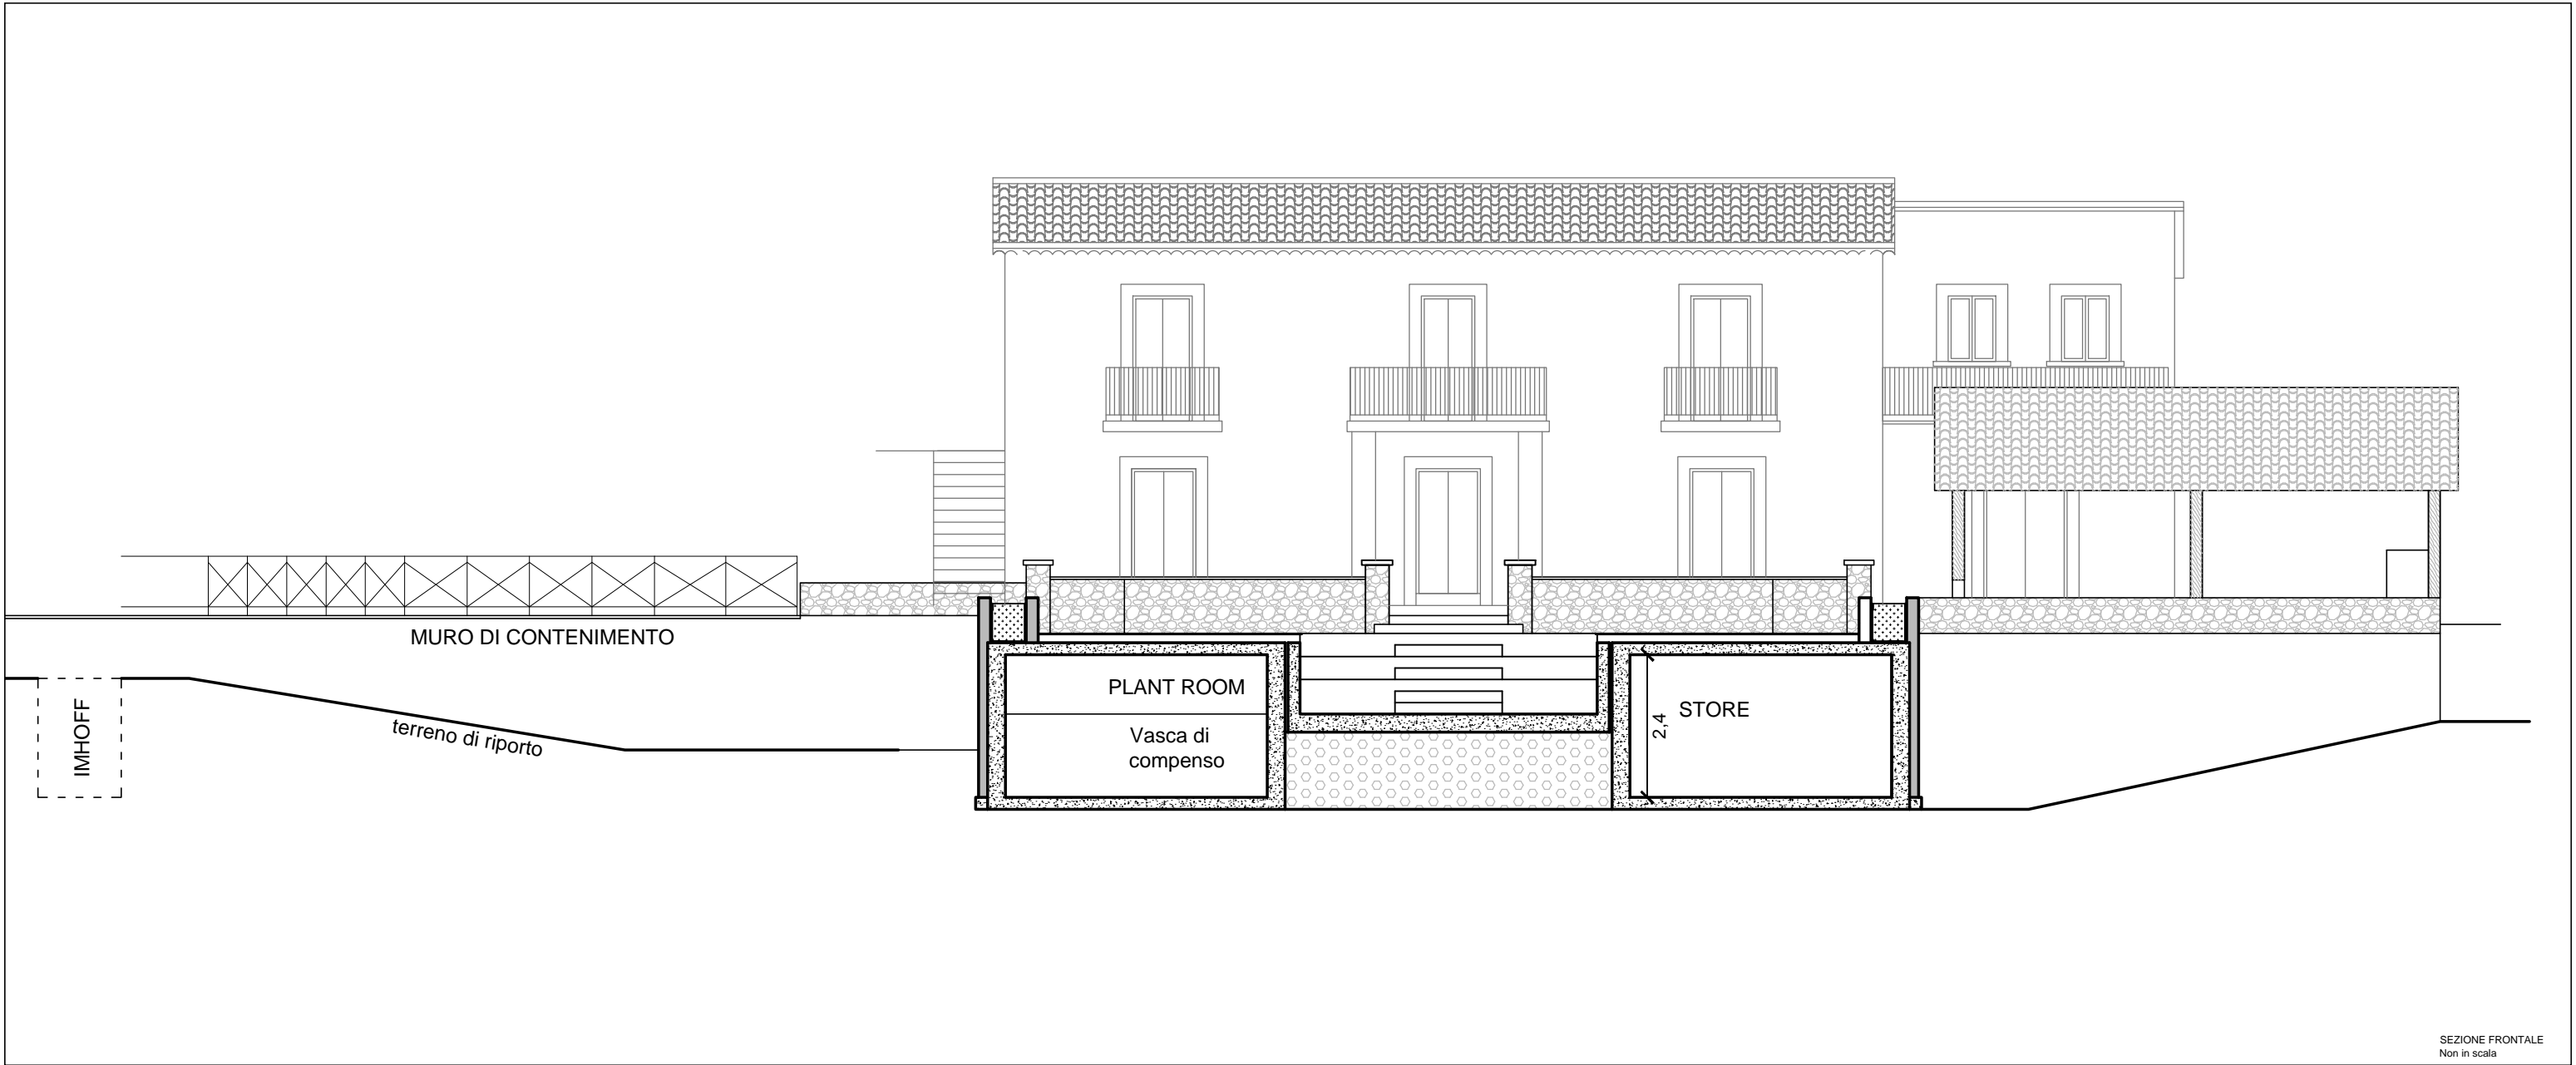 MURO DI CONTENIMENTO
IMHOFF
terreno di riporto
PLANT ROOM
Vasca di
compenso
STORE
2,4
SEZIONE FRONTALE
Non in scala